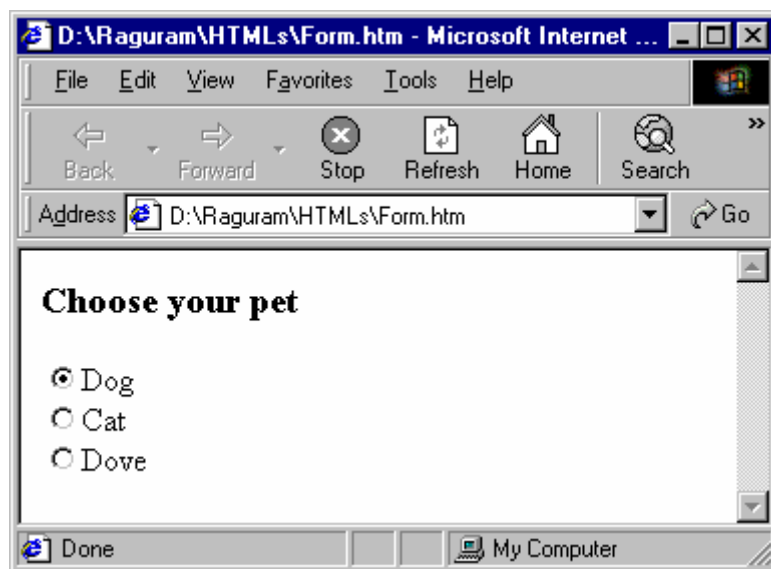 D:\Raguram\HTMLs\Form.htm - Microsoft Internet ...
File Edit View Favorites Tools Help
»
Back Forward Stop Refresh Home Search
Address D:\Raguram\HTMLs\Form.htm Go
Choose your pet
Dog
Cat
Dove
Done My Computer